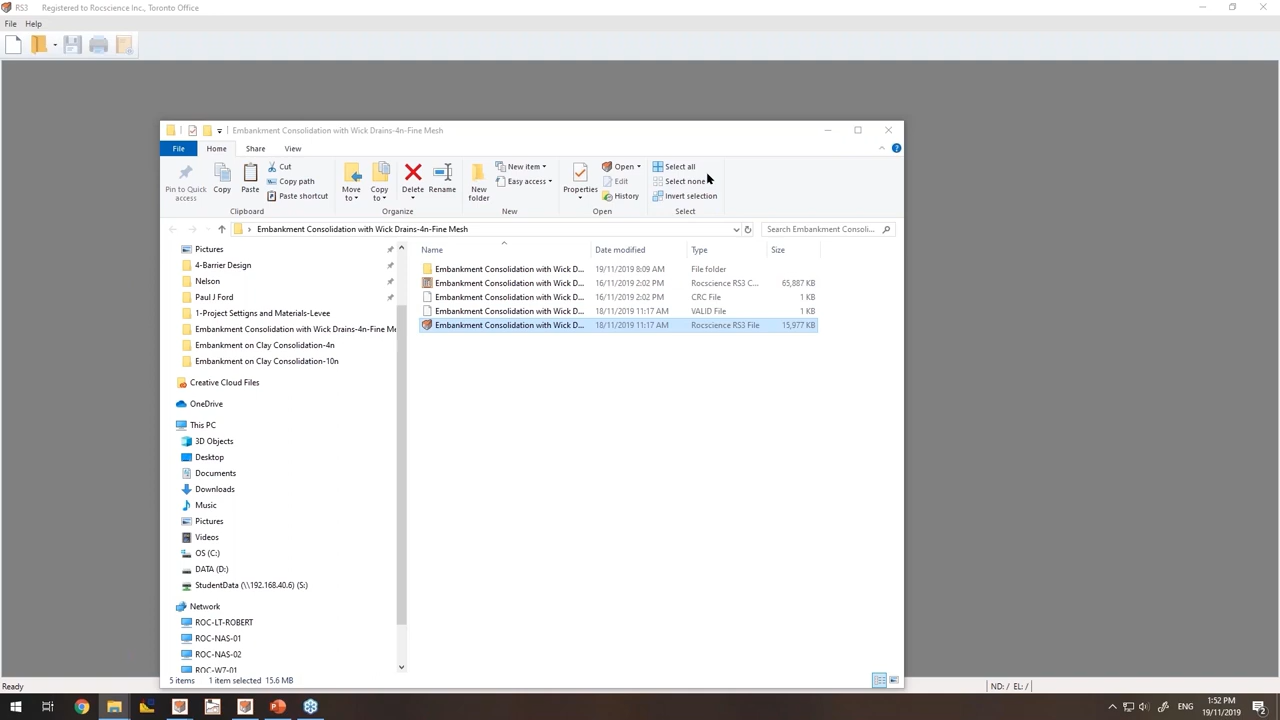 RS3 Registered to Rocscience Inc., Toronto Office
File Help
Embankment Consolidation with Wick Drains-4n-Fine Mesh
File Home Share View
Pin to Quick access
Copy
Paste
Cut
Copy path
Paste shortcut
Move to
Copy to
Delete
Rename
New folder
New item
Easy access
Properties
Open
Edit
History
Select all
Select none
Invert selection
Clipboard Organize New Open Select
Embankment Consolidation with Wick Drains-4n-Fine Mesh
Search Embankment Consoli...
Name Date modified Type Size
Embankment Consolidation with Wick D... 19/11/2019 8:09 AM File folder
Embankment Consolidation with Wick D... 16/11/2019 2:02 PM Rocscience RS3 C... 65,887 KB
Embankment Consolidation with Wick D... 16/11/2019 2:02 PM CRC File 1 KB
Embankment Consolidation with Wick D... 18/11/2019 11:17 AM VALID File 1 KB
Embankment Consolidation with Wick D... 18/11/2019 11:17 AM Rocscience RS3 File 15,977 KB
Pictures
4-Barrier Design
Nelson
Paul J Ford
1-Project Settigns and Materials-Levee
Embankment Consolidation with Wick Drains-4n-Fine Me
Embankment on Clay Consolidation-4n
Embankment on Clay Consolidation-10n
Creative Cloud Files
OneDrive
This PC
3D Objects
Desktop
Documents
Downloads
Music
Pictures
Videos
OS (C:)
DATA (D:)
StudentData (\\192.168.40.6) (S:)
Network
ROC-LT-ROBERT
ROC-NAS-01
ROC-NAS-02
ROC-W7-01
5 items 1 item selected 15.6 MB
Ready
ND: / EL: /
ENG
1:52 PM
19/11/2019
2